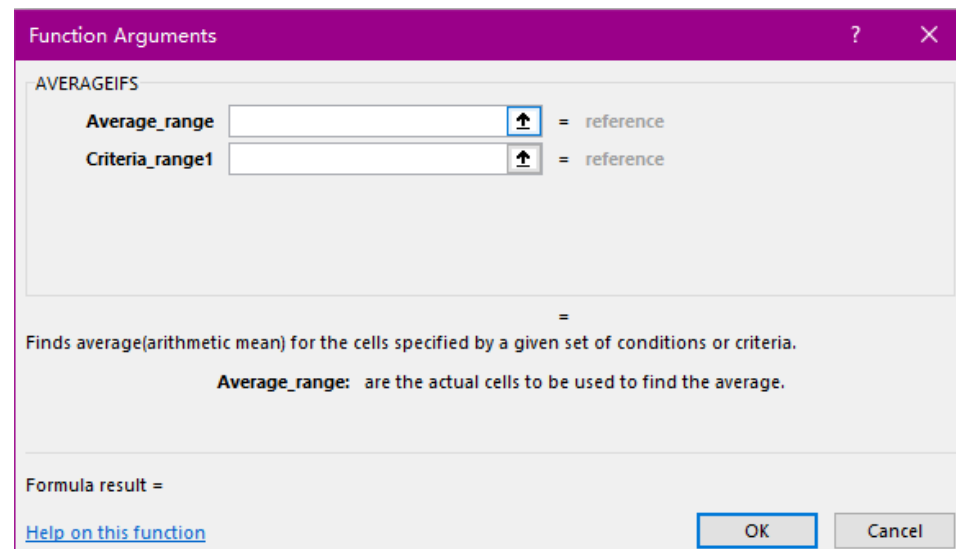 Function Arguments ? ×
AVERAGEIFS
Average_range = reference
Criteria_range1 = reference
=
Finds average(arithmetic mean) for the cells specified by a given set of conditions or criteria.
Average_range: are the actual cells to be used to find the average.
Formula result =
Help on this function OK Cancel